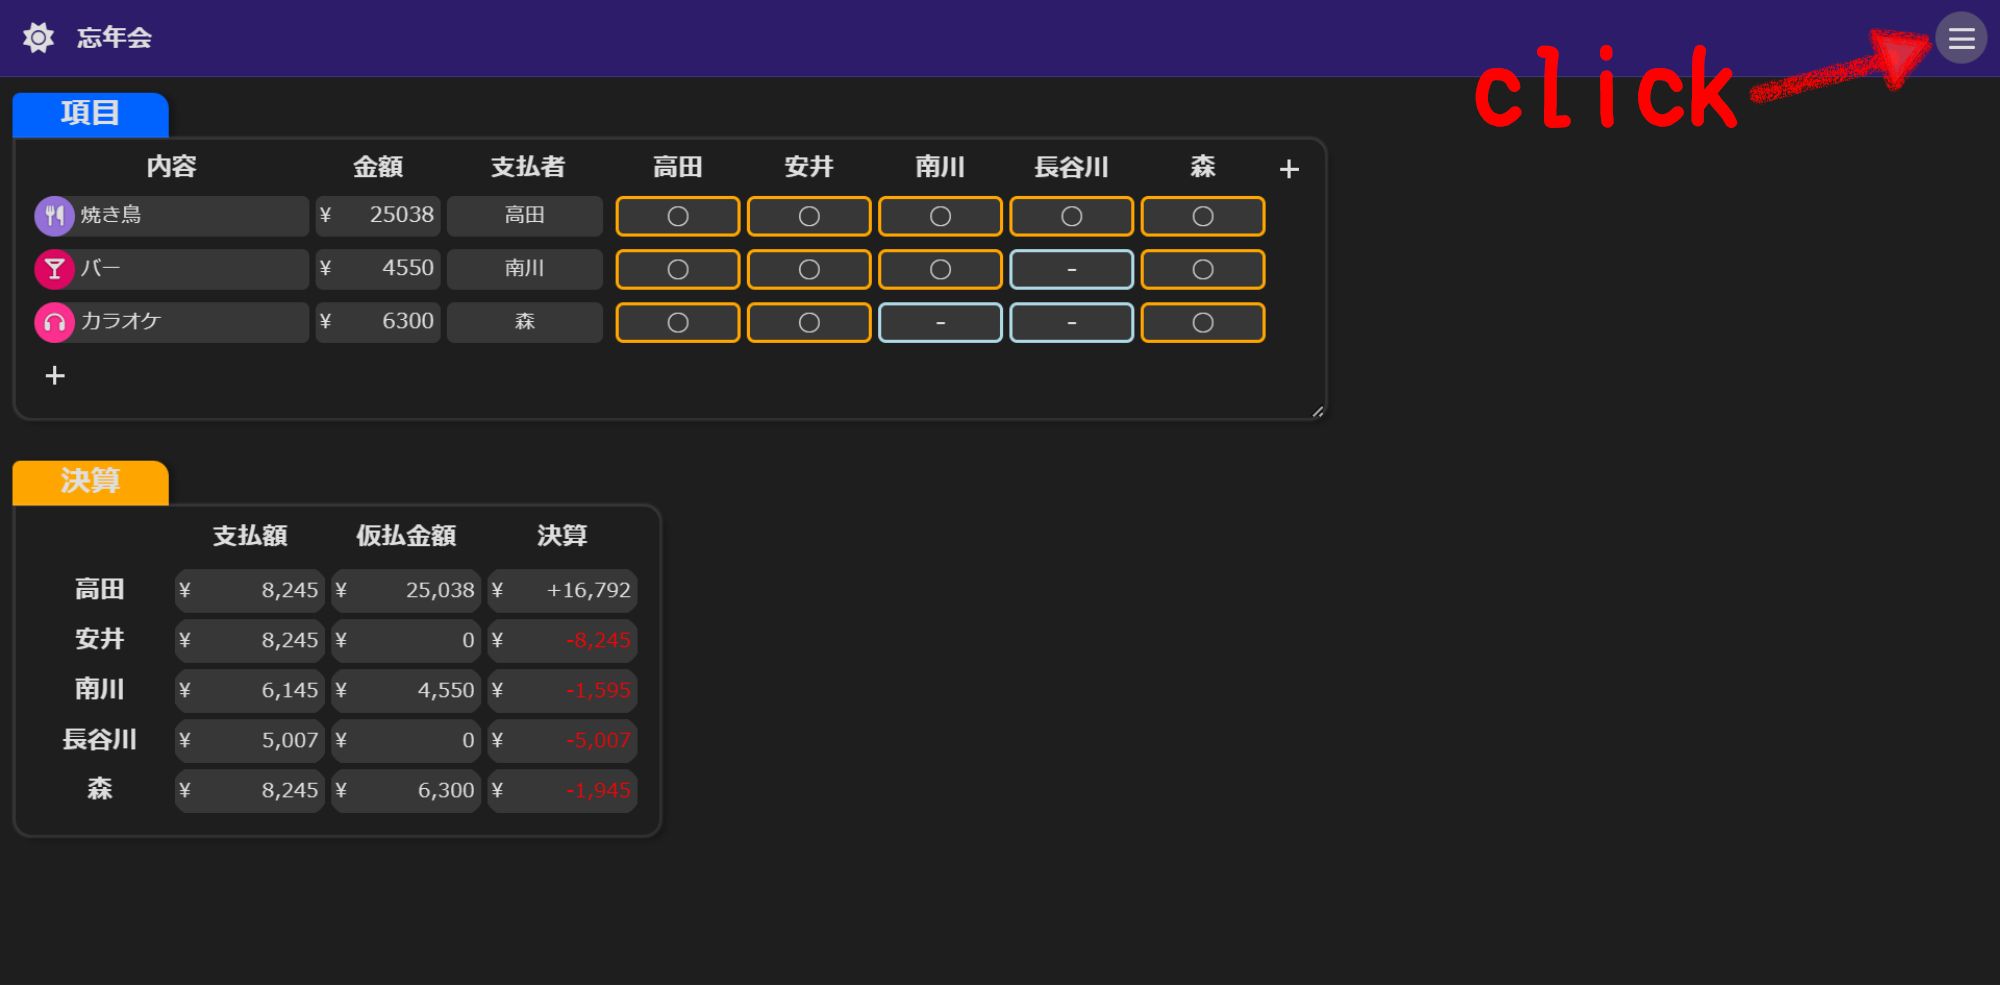 忘年会
click
項目
内容 金額 支払者 高田 安井 南川 長谷川 森 +
焼き鳥 ¥ 25038 高田 ○ ○ ○ ○ ○
バー ¥ 4550 南川 ○ ○ ○ - ○
カラオケ ¥ 6300 森 ○ ○ - - ○
+
決算
支払額 仮払金額 決算
高田 ¥ 8,245 ¥ 25,038 ¥ +16,792
安井 ¥ 8,245 ¥ 0 ¥ -8,245
南川 ¥ 6,145 ¥ 4,550 ¥ -1,595
長谷川 ¥ 5,007 ¥ 0 ¥ -5,007
森 ¥ 8,245 ¥ 6,300 ¥ -1,945